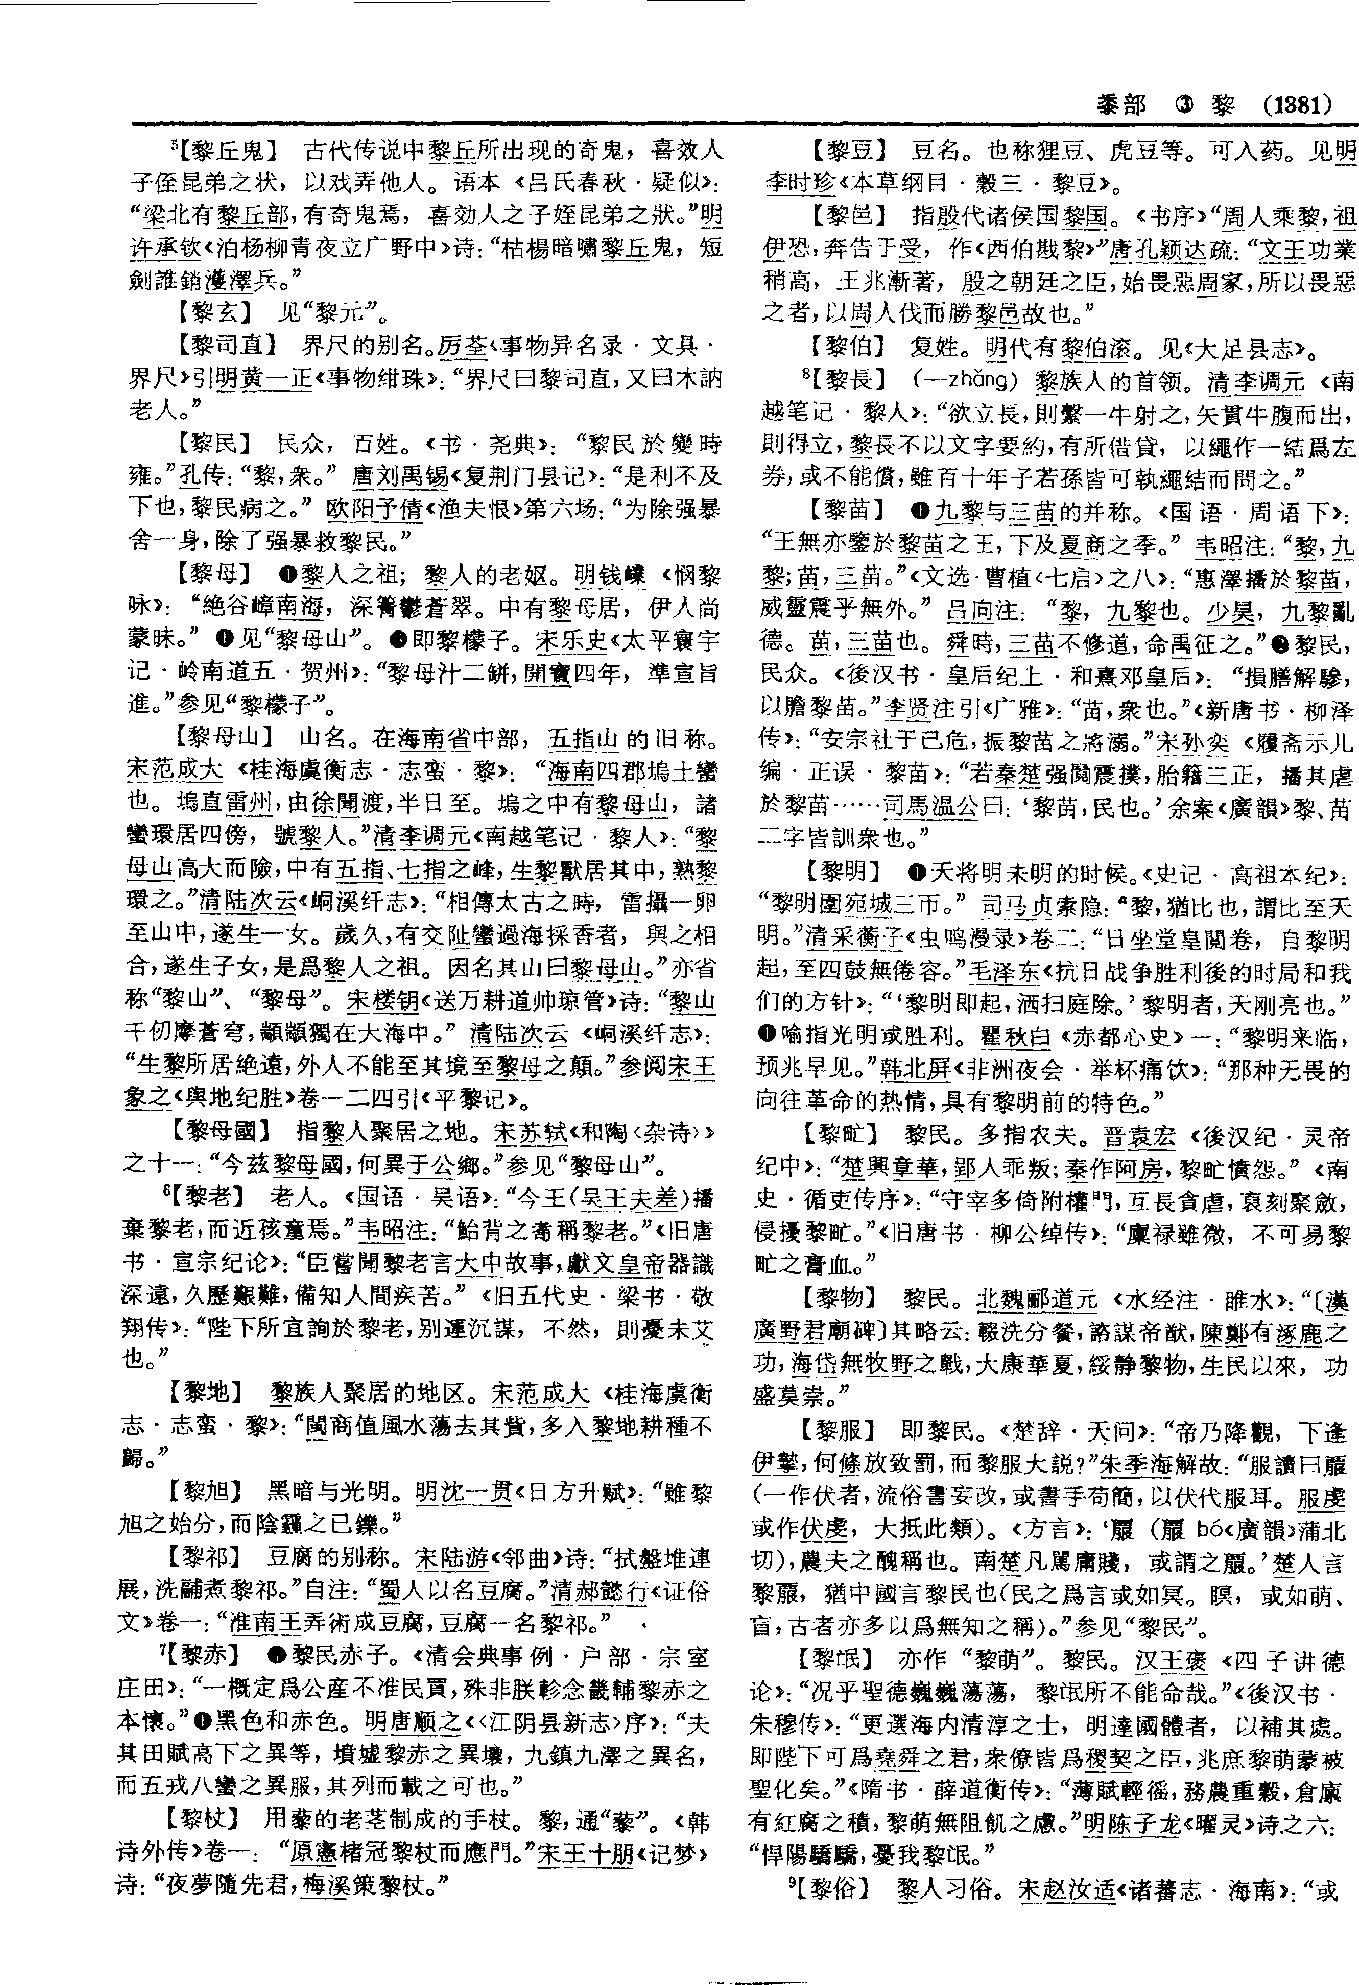 黍部 ③ 黎 (1381)
⁵【黎丘鬼】 古代传说中黎丘所出现的奇鬼，喜效人
子侄昆弟之状，以戏弄他人。语本《吕氏春秋·疑似》：
“梁北有黎丘部，有奇鬼焉，喜効人之子姪昆弟之狀。”明
许承钦《泊杨柳青夜立广野中》诗：“枯楊暗嘯黎丘鬼，短
劍誰銷濩澤兵。”
【黎玄】 见“黎元”。
【黎司直】 界尺的别名。厉荃《事物异名录·文具·
界尺》引明黄一正《事物绀珠》：“界尺曰黎司直，又曰木訥
老人。”
【黎民】 民众，百姓。《书·尧典》：“黎民於變時
雍。”孔传：“黎，衆。”唐刘禹锡《复荆门县记》：“是利不及
下也，黎民病之。”欧阳予倩《渔夫恨》第六场：“为除强暴
舍一身，除了强暴救黎民。”
【黎母】 ❶黎人之祖；黎人的老妪。明钱嶫《悯黎
咏》：“絶谷嶂南海，深箐鬱蒼翠。中有黎母居，伊人尚
蒙昧。”❷见“黎母山”。❸即黎檬子。宋乐史《太平寰宇
记·岭南道五·贺州》：“黎母汁二缾，開寶四年，準宣旨
進。”参见“黎檬子”。
【黎母山】 山名。在海南省中部，五指山的旧称。
宋范成大《桂海虞衡志·志蛮·黎》：“海南四郡塢土蠻
也。塢直雷州，由徐聞渡，半日至。塢之中有黎母山，諸
蠻環居四傍，號黎人。”清李调元《南越笔记·黎人》：“黎
母山高大而險，中有五指、七指之峰，生黎獸居其中，熟黎
環之。”清陆次云《峒溪纤志》：“相傳太古之時，雷攝一卵
至山中，遂生一女。歲久，有交阯蠻過海採香者，與之相
合，遂生子女，是爲黎人之祖。因名其山曰黎母山。”亦省
称“黎山”、“黎母”。宋楼钥《送万耕道帅琼管》诗：“黎山
千仞摩蒼穹，顓顓獨在大海中。”清陆次云《峒溪纤志》：
“生黎所居絶遠，外人不能至其境至黎母之顛。”参阅宋王
象之《舆地纪胜》卷一二四引《平黎记》。
【黎母國】 指黎人聚居之地。宋苏轼《和陶〈杂诗〉》
之十一：“今兹黎母國，何異于公鄉。”参见“黎母山”。
⁶【黎老】 老人。《国语·吴语》：“今王（吴王夫差）播
棄黎老，而近孩童焉。”韦昭注：“鮐背之耇稱黎老。”《旧唐
书·宣宗纪论》：“臣嘗聞黎老言大中故事，獻文皇帝器識
深遠，久歷艱難，備知人間疾苦。”《旧五代史·梁书·敬
翔传》：“陛下所宜詢於黎老，别運沉謀，不然，則憂未艾
也。”
【黎地】 黎族人聚居的地区。宋范成大《桂海虞衡
志·志蛮·黎》：“閩商值風水蕩去其貲，多入黎地耕種不
歸。”
【黎旭】 黑暗与光明。明沈一贯《日方升赋》：“雖黎
旭之始分，而陰靄之已鑠。”
【黎祁】 豆腐的别称。宋陆游《邻曲》诗：“拭盤堆連
展，洗鬴煮黎祁。”自注：“蜀人以名豆腐。”清郝懿行《证俗
文》卷一：“淮南王弄術成豆腐，豆腐一名黎祁。”
⁷【黎赤】 ❶黎民赤子。《清会典事例·户部·宗室
庄田》：“一概定爲公産不准民買，殊非朕軫念畿輔黎赤之
本懷。”❷黑色和赤色。明唐顺之《〈江阴县新志〉序》：“夫
其田賦高下之異等，墳墟黎赤之異壤，九鎮九澤之異名，
而五戎八蠻之異服，其列而載之可也。”
【黎杖】 用藜的老茎制成的手杖。黎，通“藜”。《韩
诗外传》卷一：“原憲楮冠黎杖而應門。”宋王十朋《记梦》
诗：“夜夢隨先君，梅溪策黎杖。”
【黎豆】 豆名。也称狸豆、虎豆等。可入药。见明
李时珍《本草纲目·穀三·黎豆》。
【黎邑】 指殷代诸侯国黎国。《书序》“周人乘黎，祖
伊恐，奔告于受，作《西伯戡黎》”唐孔颖达疏：“文王功業
稍高，王兆漸著，殷之朝廷之臣，始畏惡周家，所以畏惡
之者，以周人伐而勝黎邑故也。”
【黎伯】 复姓。明代有黎伯滚。见《大足县志》。
⁸【黎長】 （—zhǎng）黎族人的首领。清李调元《南
越笔记·黎人》：“欲立長，則繫一牛射之，矢貫牛腹而出，
則得立，黎長不以文字要約，有所借貸，以繩作一結爲左
券，或不能償，雖百十年子若孫皆可執繩結而問之。”
【黎苗】 ❶九黎与三苗的并称。《国语·周语下》：
“王無亦鑒於黎苗之王，下及夏商之季。”韦昭注：“黎，九
黎；苗，三苗。”《文选·曹植〈七启〉之八》：“惠澤播於黎苗，
威靈震乎無外。”吕向注：“黎，九黎也。少昊，九黎亂
德。苗，三苗也。舜時，三苗不修道，命禹征之。”❷黎民，
民众。《後汉书·皇后纪上·和熹邓皇后》：“損膳解驂，
以贍黎苗。”李贤注引《广雅》：“苗，衆也。”《新唐书·柳泽
传》：“安宗社于已危，振黎苗之將溺。”宋孙奕《履斋示儿
编·正误·黎苗》：“若秦楚强鬩震撲，胎籍三正，播其虐
於黎苗……司馬温公曰：‘黎苗，民也。’余案《廣韻》黎、苗
二字皆訓衆也。”
【黎明】 ❶天将明未明的时候。《史记·高祖本纪》：
“黎明圍宛城三帀。”司马贞索隐：“黎，猶比也，謂比至天
明。”清采蘅子《虫鸣漫录》卷二：“日坐堂皇閲卷，自黎明
起，至四鼓無倦容。”毛泽东《抗日战争胜利後的时局和我
们的方针》：“‘黎明即起，洒扫庭除。’黎明者，天刚亮也。”
❷喻指光明或胜利。瞿秋白《赤都心史》一：“黎明来临，
预兆早见。”韩北屏《非洲夜会·举杯痛饮》：“那种无畏的
向往革命的热情，具有黎明前的特色。”
【黎甿】 黎民。多指农夫。晋袁宏《後汉纪·灵帝
纪中》：“楚興章華，郢人乖叛；秦作阿房，黎甿憤怨。”《南
史·循吏传序》：“守宰多倚附權門，互長貪虐，裒刻聚斂，
侵擾黎甿。”《旧唐书·柳公绰传》：“廩禄雖微，不可易黎
甿之膏血。”
【黎物】 黎民。北魏郦道元《水经注·睢水》：“〔漢
廣野君廟碑〕其略云：輟洗分餐，諮謀帝猷，陳鄭有涿鹿之
功，海岱無牧野之戰，大康華夏，綏静黎物，生民以來，功
盛莫崇。”
【黎服】 即黎民。《楚辞·天问》：“帝乃降觀，下逢
伊摯，何條放致罰，而黎服大説？”朱季海解故：“服讀曰𦢊
（一作伏者，流俗書妄改，或書手苟簡，以伏代服耳。服虔
或作伏虔，大抵此類）。《方言》：‘𦢊（𦢊 bó《廣韻》蒲北
切），農夫之醜稱也。南楚凡駡庸賤，或謂之𦢊。’楚人言
黎𦢊，猶中國言黎民也（民之爲言或如冥。瞑，或如萌、
盲，古者亦多以爲無知之稱）。”参见“黎民”。
【黎氓】 亦作“黎萌”。黎民。汉王褒《四子讲德
论》：“况乎聖德巍巍蕩蕩，黎氓所不能命哉。”《後汉书·
朱穆传》：“更選海内清淳之士，明達國體者，以補其處。
即陛下可爲堯舜之君，衆僚皆爲稷契之臣，兆庶黎萌蒙被
聖化矣。”《隋书·薛道衡传》：“薄賦輕徭，務農重穀，倉廪
有紅腐之積，黎萌無阻飢之慮。”明陈子龙《曜灵》诗之六：
“悍陽驕驕，憂我黎氓。”
⁹【黎俗】 黎人习俗。宋赵汝适《诸蕃志·海南》：“或